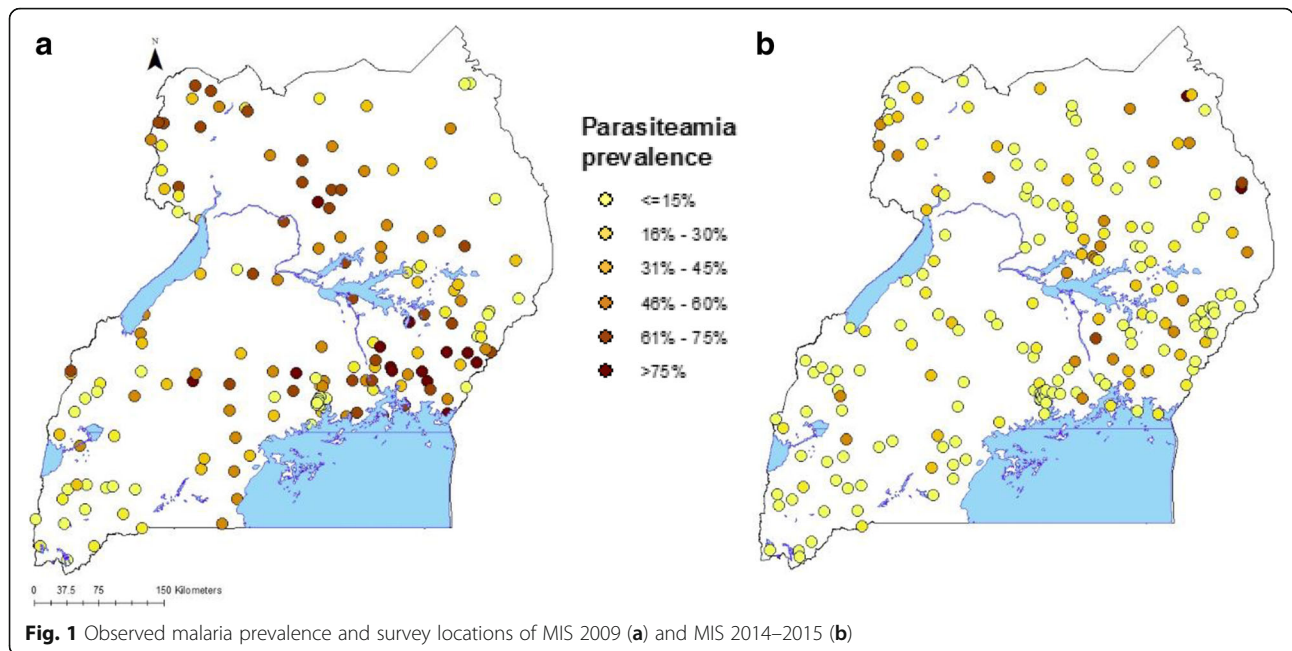 a
N
b
Parasiteamia
prevalence
<=15%
16% - 30%
31% - 45%
46% - 60%
61% - 75%
>75%
0 37.5 75 150 Kilometers
Fig. 1 Observed malaria prevalence and survey locations of MIS 2009 (a) and MIS 2014–2015 (b)